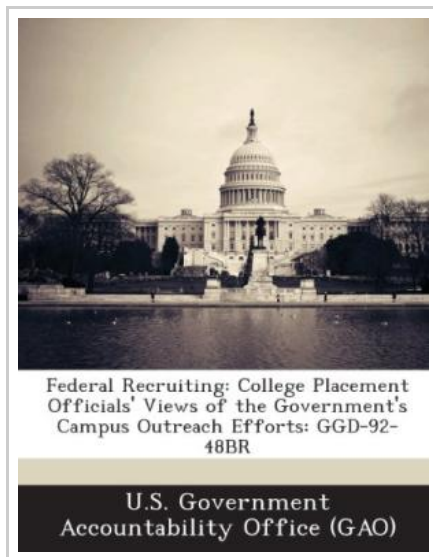 Federal Recruiting: College Placement
Officials' Views of the Government's
Campus Outreach Efforts: GGD-92-
48BR
U.S. Government
Accountability Office (GAO)